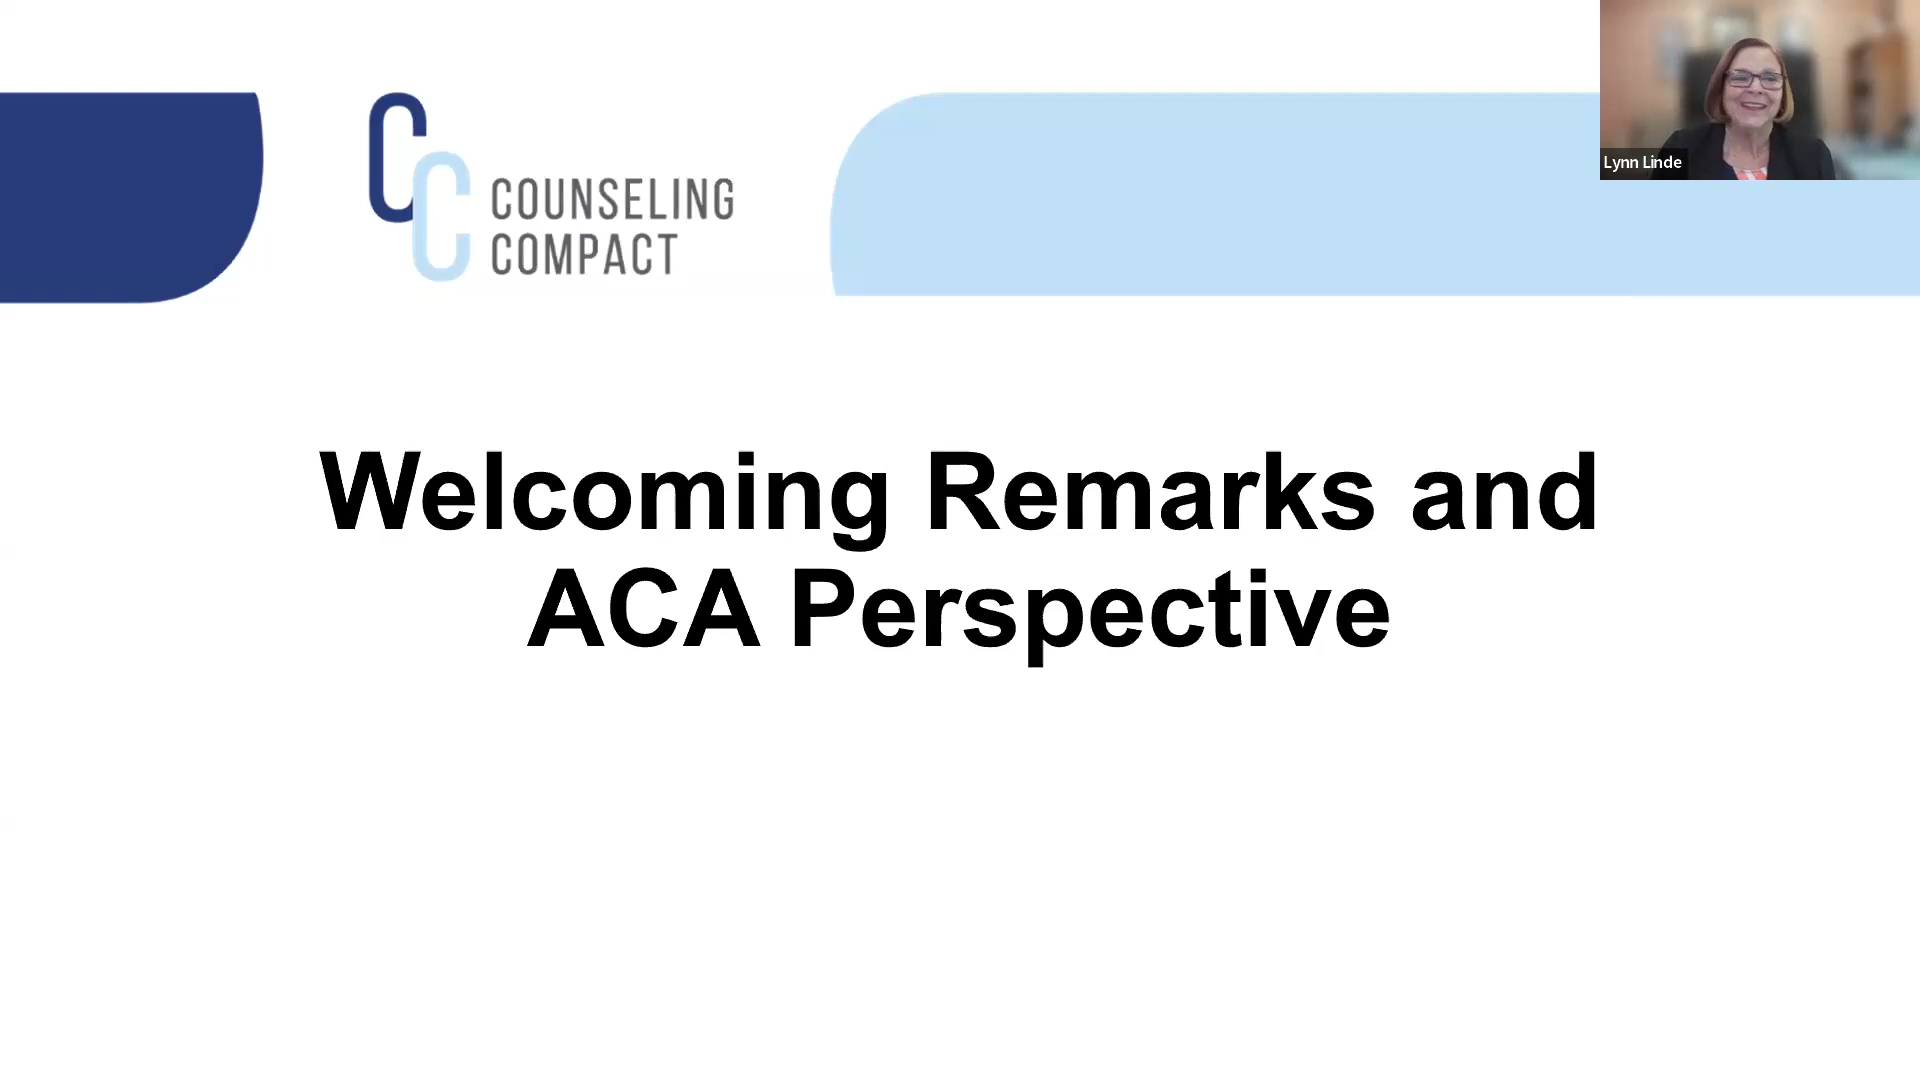 COUNSELING
COMPACT
Lynn Linde
Welcoming Remarks and
ACA Perspective